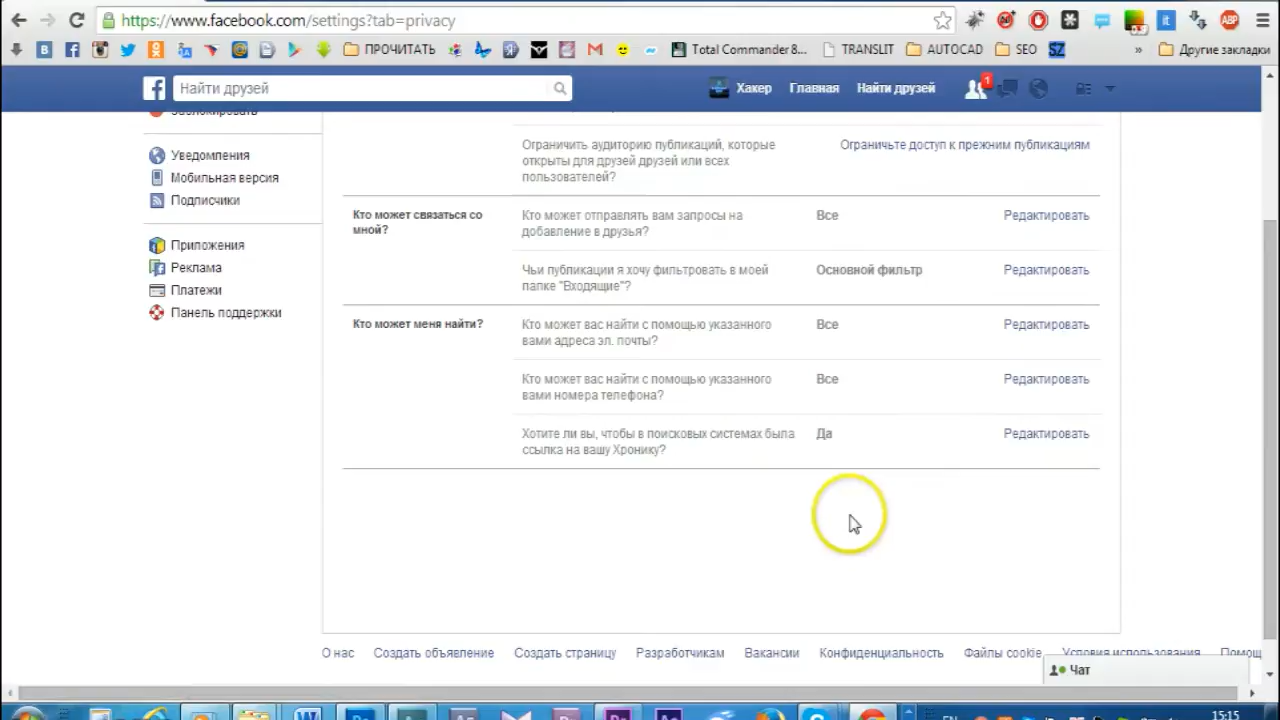 https://www.facebook.com/settings?tab=privacy
ПРОЧИТАТЬ
Total Commander 8...
TRANSLIT
AUTOCAD
SEO
SZ
»
Другие закладки
Найти друзей
Хакер
Главная
Найти друзей
1
Заблокировать
Уведомления
Мобильная версия
Подписчики
Приложения
Реклама
Платежи
Панель поддержки
Ограничить аудиторию публикаций, которые
открыты для друзей друзей или всех
пользователей?
Ограничьте доступ к прежним публикациям
Кто может связаться со
мной?
Кто может отправлять вам запросы на
добавление в друзья?
Все
Редактировать
Чьи публикации я хочу фильтровать в моей
папке "Входящие"?
Основной фильтр
Редактировать
Кто может меня найти?
Кто может вас найти с помощью указанного
вами адреса эл. почты?
Все
Редактировать
Кто может вас найти с помощью указанного
вами номера телефона?
Все
Редактировать
Хотите ли вы, чтобы в поисковых системах была
ссылка на вашу Хронику?
Да
Редактировать
О нас
Создать объявление
Создать страницу
Разработчикам
Вакансии
Конфиденциальность
Файлы cookie
Условия использования
Помощ
Чат
EN
15:15